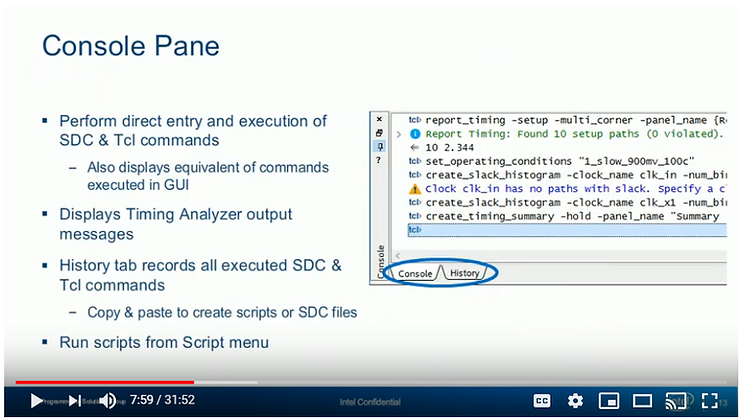 Console Pane
▪ Perform direct entry and execution of
SDC & Tcl commands
– Also displays equivalent of commands
executed in GUI
▪ Displays Timing Analyzer output
messages
▪ History tab records all executed SDC &
Tcl commands
– Copy & paste to create scripts or SDC files
▪ Run scripts from Script menu
tcl> report_timing -setup -multi_corner -panel_name {R
Report Timing: Found 10 setup paths (0 violated).
10 2.344
tcl> set_operating_conditions "1_slow_900mv_100c"
tcl> create_slack_histogram -clock_name clk_in -num_bin
Clock clk_in has no paths with slack. Specify a c
tcl> create_slack_histogram -clock_name clk_x1 -num_bin
tcl> create_timing_summary -hold -panel_name "Summary
tcl>
Console
Console History
7:59 / 31:52
Intel Confidential
CC
13